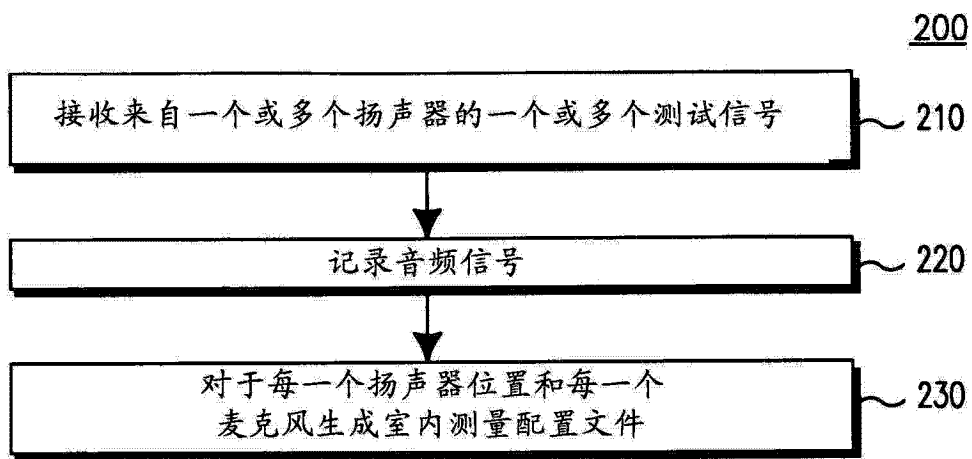 200
接收来自一个或多个扬声器的一个或多个测试信号
210
记录音频信号
220
对于每一个扬声器位置和每一个
麦克风生成室内测量配置文件
230